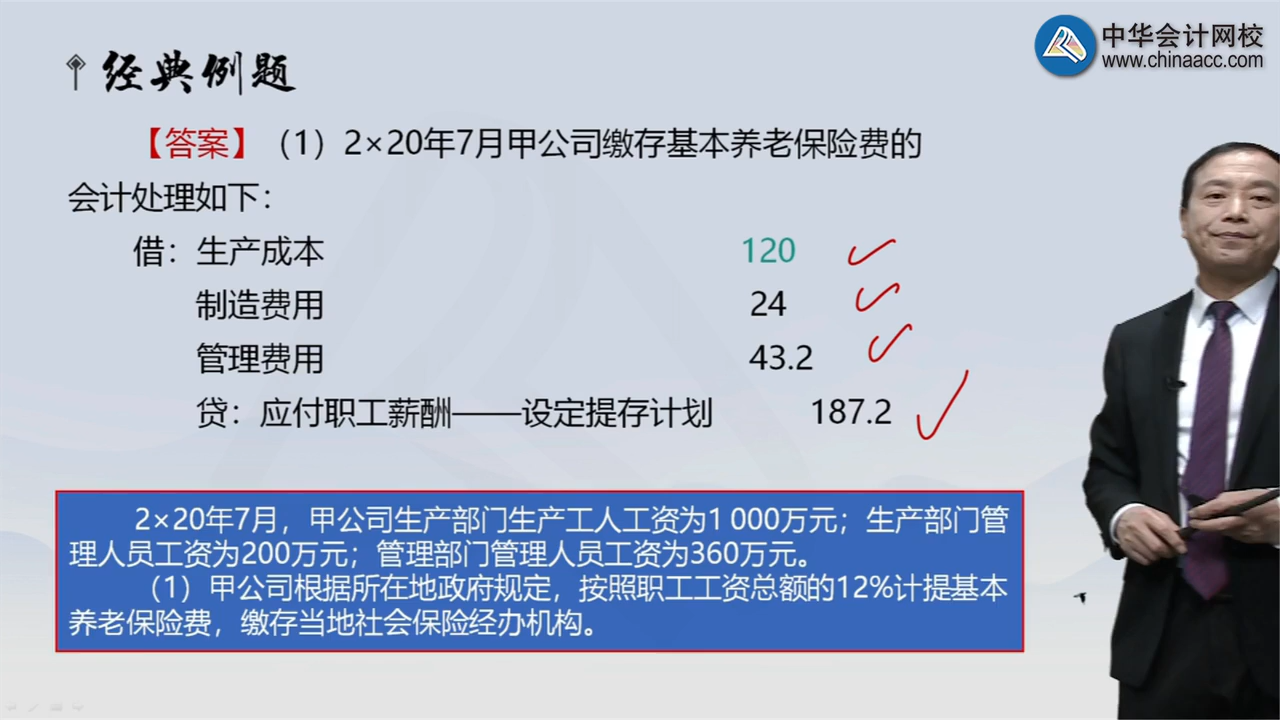 中华会计网校
www.chinaacc.com
经典例题
【答案】（1）2×20年7月甲公司缴存基本养老保险费的
会计处理如下：
借：生产成本 120
制造费用 24
管理费用 43.2
贷：应付职工薪酬——设定提存计划 187.2
2×20年7月，甲公司生产部门生产工人工资为1 000万元；生产部门管
理人员工资为200万元；管理部门管理人员工资为360万元。
（1）甲公司根据所在地政府规定，按照职工工资总额的12%计提基本
养老保险费，缴存当地社会保险经办机构。